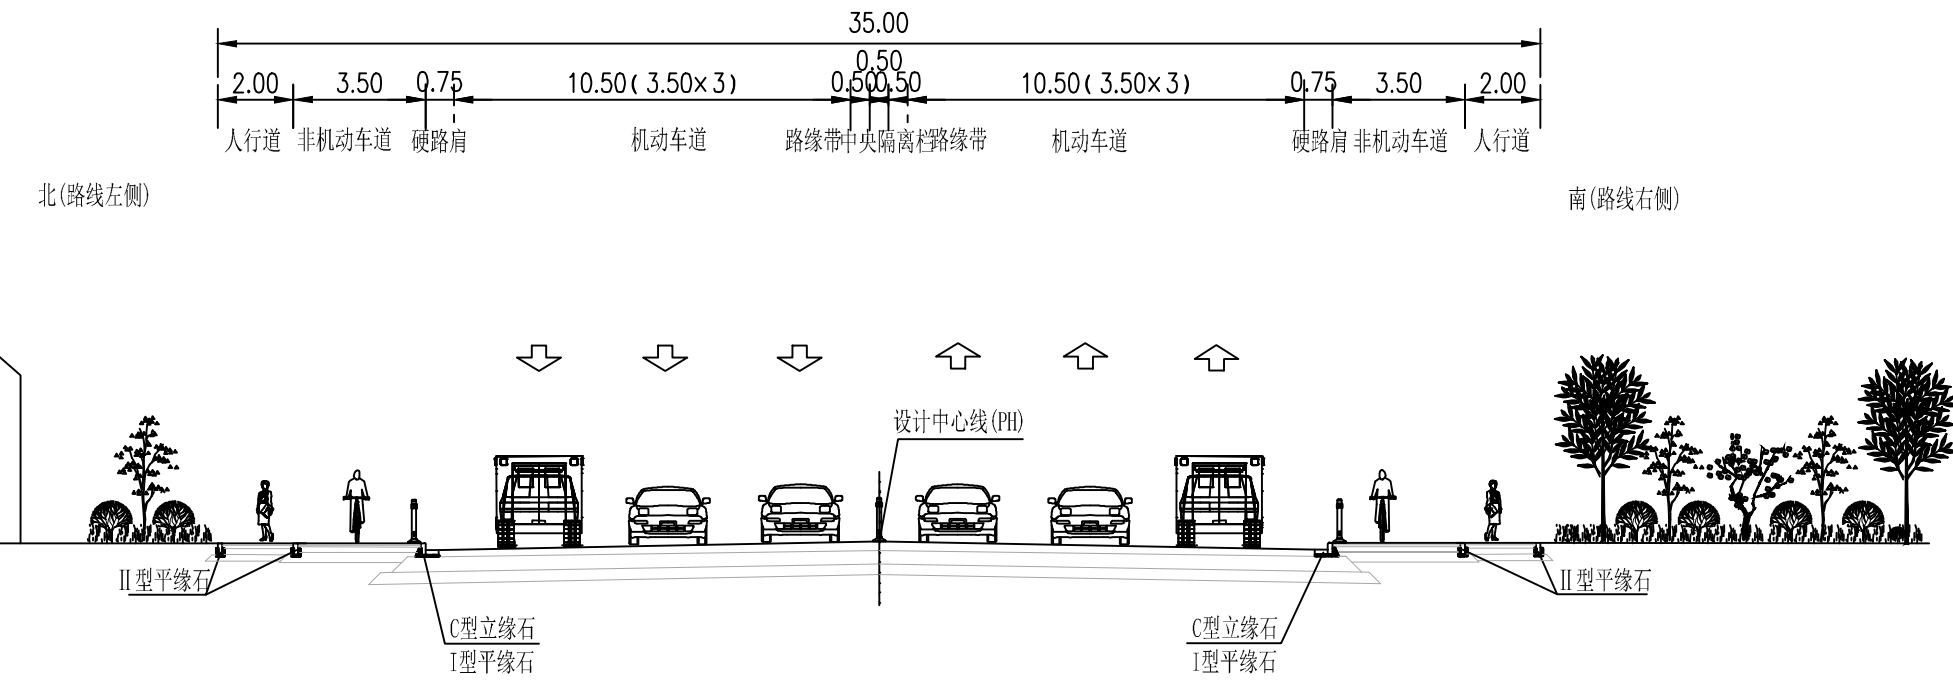 35.00
0.50
2.00 3.50 0.75 10.50(3.50×3) 0.50 0.50 10.50(3.50×3) 0.75 3.50 2.00
人行道 非机动车道 硬路肩 机动车道 路缘带 中央隔离栏 路缘带 机动车道 硬路肩 非机动车道 人行道
北(路线左侧) 南(路线右侧)
设计中心线(PH)
Ⅱ型平缘石 Ⅱ型平缘石
C型立缘石 C型立缘石
I型平缘石 I型平缘石